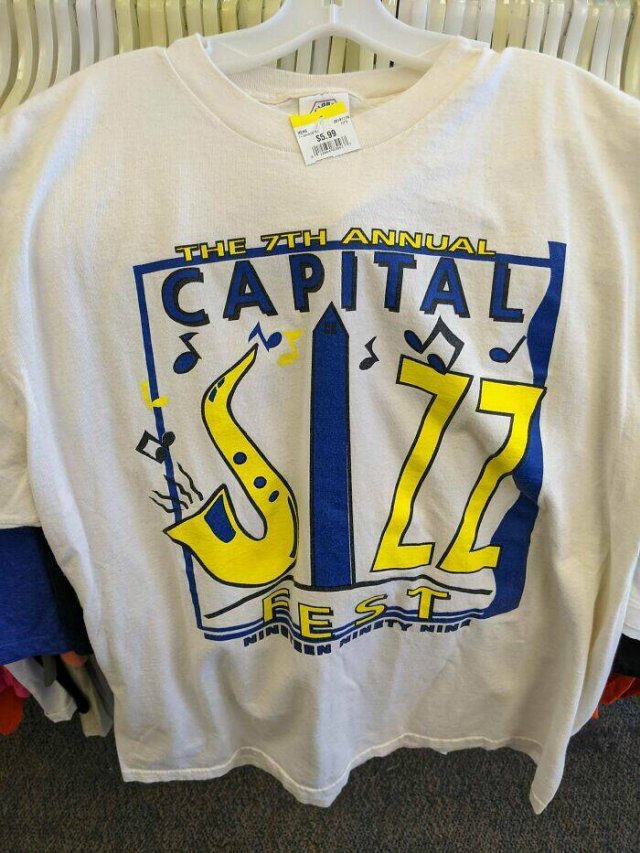 $5.99
THE 7TH ANNUAL
CAPITAL
JAZZ
FEST
NINETEEN NINETY NINE